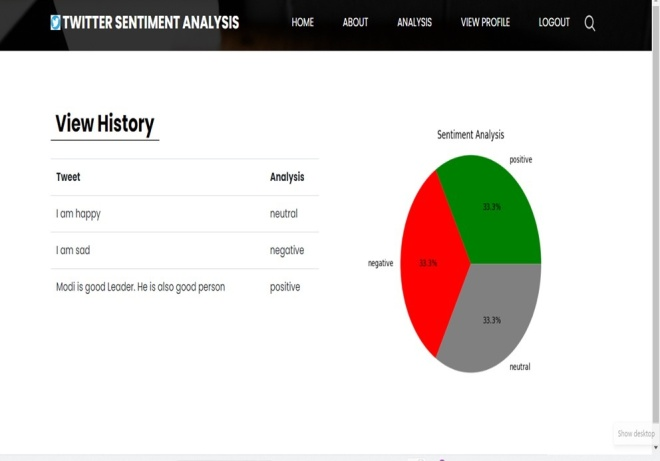 TWITTER SENTIMENT ANALYSIS HOME ABOUT ANALYSIS VIEW PROFILE LOGOUT
View History
Sentiment Analysis
Tweet Analysis
I am happy neutral
I am sad negative
Modi is good Leader. He is also good person positive
positive
33.3%
negative
33.3%
33.3%
neutral
Show desktop